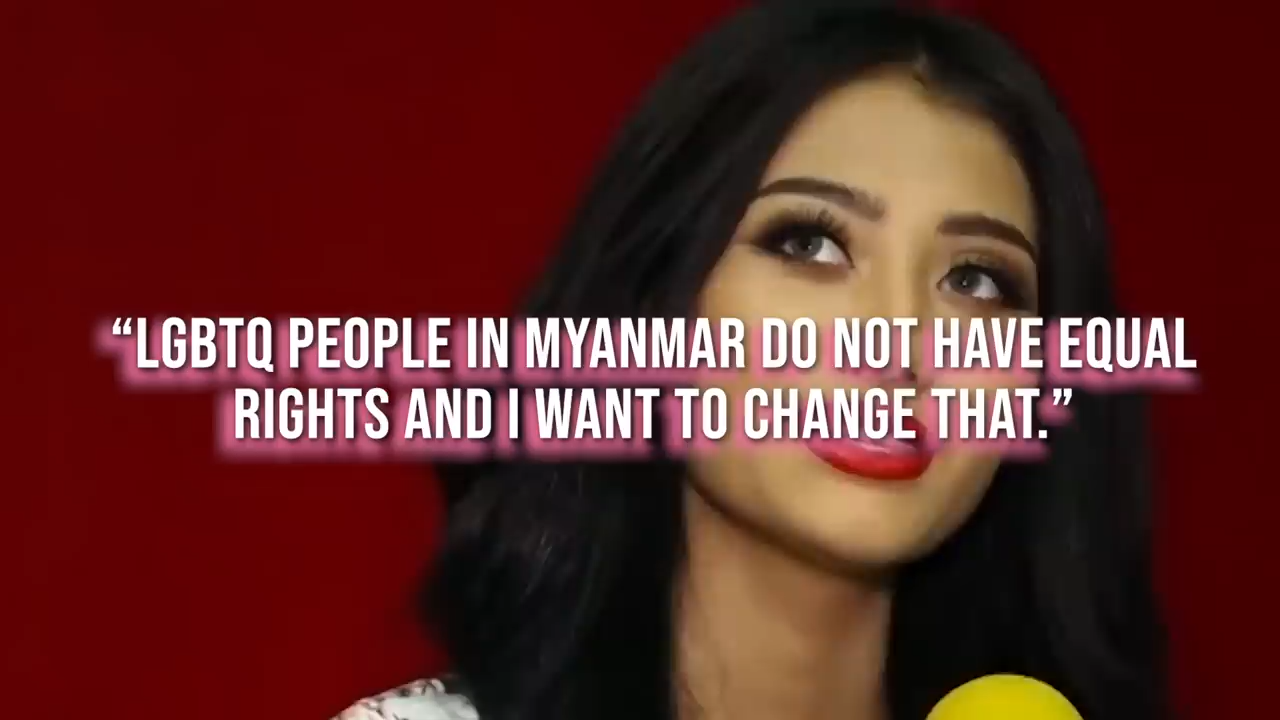 “LGBTQ PEOPLE IN MYANMAR DO NOT HAVE EQUAL
RIGHTS AND I WANT TO CHANGE THAT.”